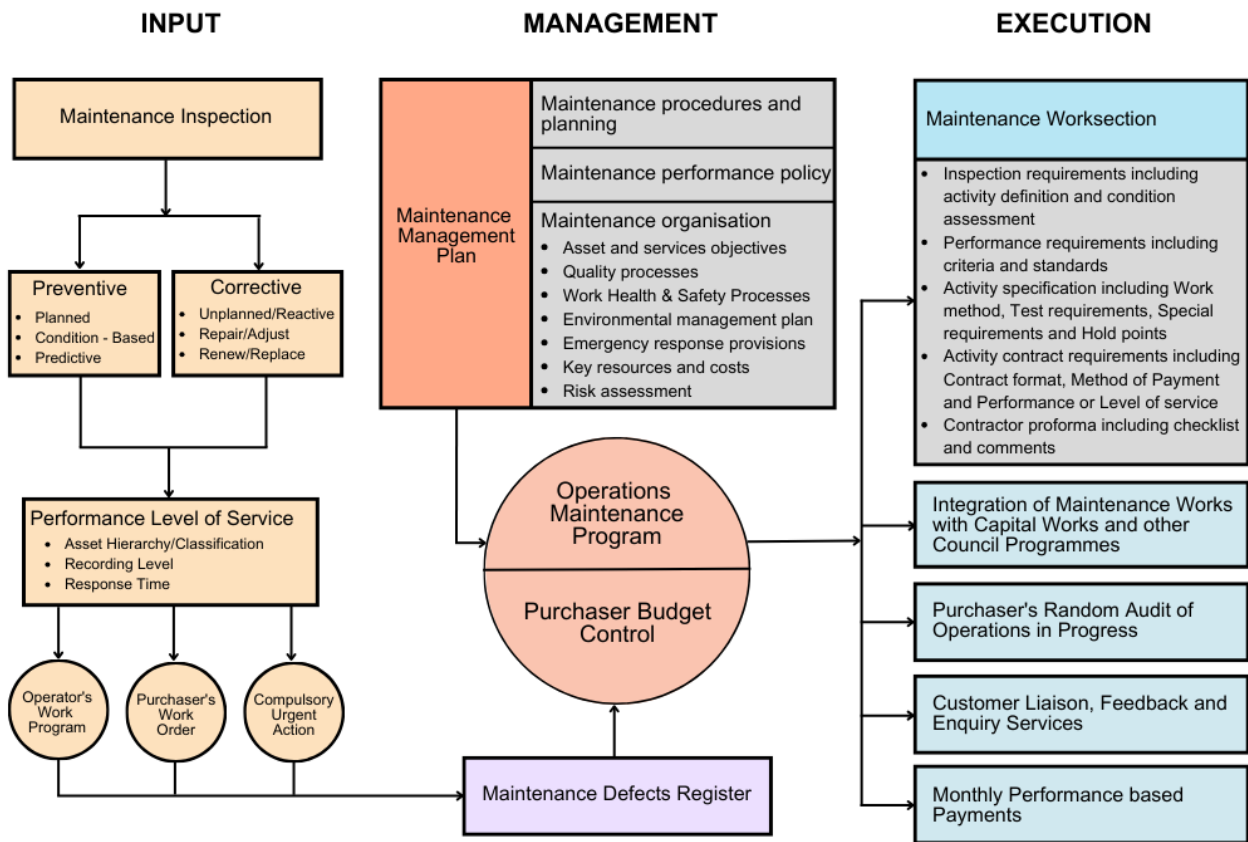 INPUT
MANAGEMENT
EXECUTION
Maintenance Inspection
Preventive
• Planned
• Condition - Based
• Predictive
Corrective
• Unplanned/Reactive
• Repair/Adjust
• Renew/Replace
Performance Level of Service
• Asset Hierarchy/Classification
• Recording Level
• Response Time
Operator's
Work
Program
Purchaser's
Work
Order
Compulsory
Urgent
Action
Maintenance
Management
Plan
Maintenance procedures and
planning
Maintenance performance policy
Maintenance organisation
• Asset and services objectives
• Quality processes
• Work Health & Safety Processes
• Environmental management plan
• Emergency response provisions
• Key resources and costs
• Risk assessment
Operations
Maintenance
Program
Purchaser Budget
Control
Maintenance Defects Register
Maintenance Worksection
• Inspection requirements including
activity definition and condition
assessment
• Performance requirements including
criteria and standards
• Activity specification including Work
method, Test requirements, Special
requirements and Hold points
• Activity contract requirements including
Contract format, Method of Payment
and Performance or Level of service
• Contractor proforma including checklist
and comments
Integration of Maintenance Works
with Capital Works and other
Council Programmes
Purchaser's Random Audit of
Operations in Progress
Customer Liaison, Feedback and
Enquiry Services
Monthly Performance based
Payments